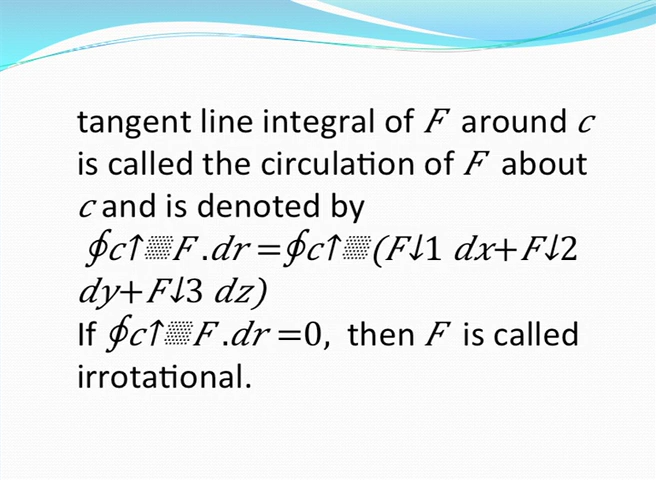 tangent line integral of 𝐹 around 𝑐
is called the circulation of 𝐹 about
𝑐 and is denoted by
∮𝑐↑▒𝐹.𝑑𝑟=∮𝑐↑▒(𝐹↓1 𝑑𝑥+𝐹↓2
𝑑𝑦+𝐹↓3 𝑑𝑧)
If ∮𝑐↑▒𝐹.𝑑𝑟=0, then 𝐹 is called
irrotational.